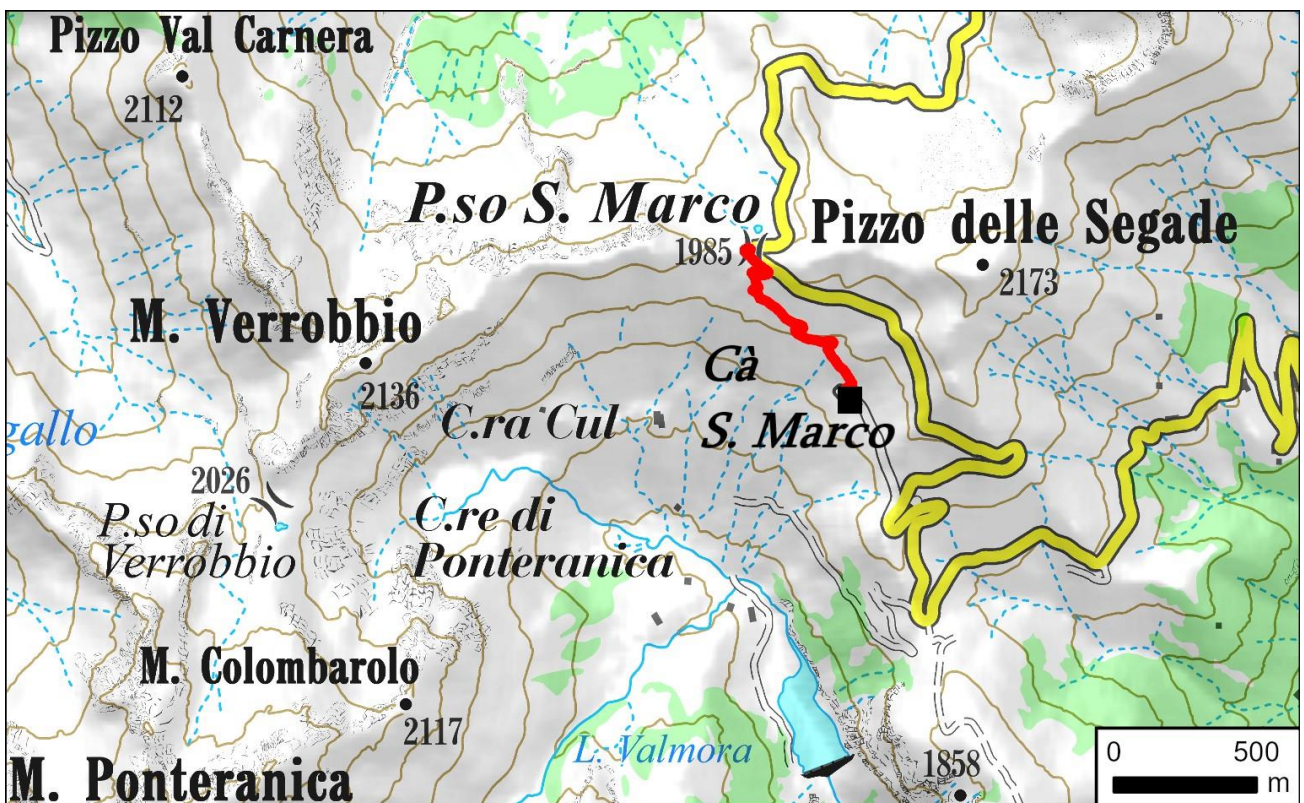 Pizzo Val Carnera
2112
P.so S. Marco
1985
Pizzo delle Segade
2173
M. Verrobbio
2136
Cà
S. Marco
C.ra Cul
gallo
2026
P.so di
Verrobbio
C.re di
Ponteranica
M. Colombarolo
2117
L. Valmora
1858
M. Ponteranica
0 500
m